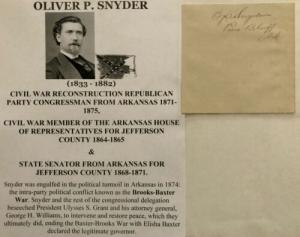 OLIVER P. SNYDER
(1833 - 1882)
CIVIL WAR RECONSTRUCTION REPUBLICAN
PARTY CONGRESSMAN FROM ARKANSAS 1871-
1875,
CIVIL WAR MEMBER OF THE ARKANSAS HOUSE
OF REPRESENTATIVES FOR JEFFERSON
COUNTY 1864-1865
&
STATE SENATOR FROM ARKANSAS FOR
JEFFERSON COUNTY 1868-1871.
Snyder was engulfed in the political turmoil in Arkansas in 1874:
the intra-party political conflict known as the Brooks-Baxter
War. Snyder and the rest of the congressional delegation
beseeched President Ulysses S. Grant and his attorney general,
George H. Williams, to intervene and restore peace, which they
ultimately did, ending the Baxter-Brooks War with Elisha Baxter
declared the legitimate governor.
O P Snyder
Pine Bluff
Ark